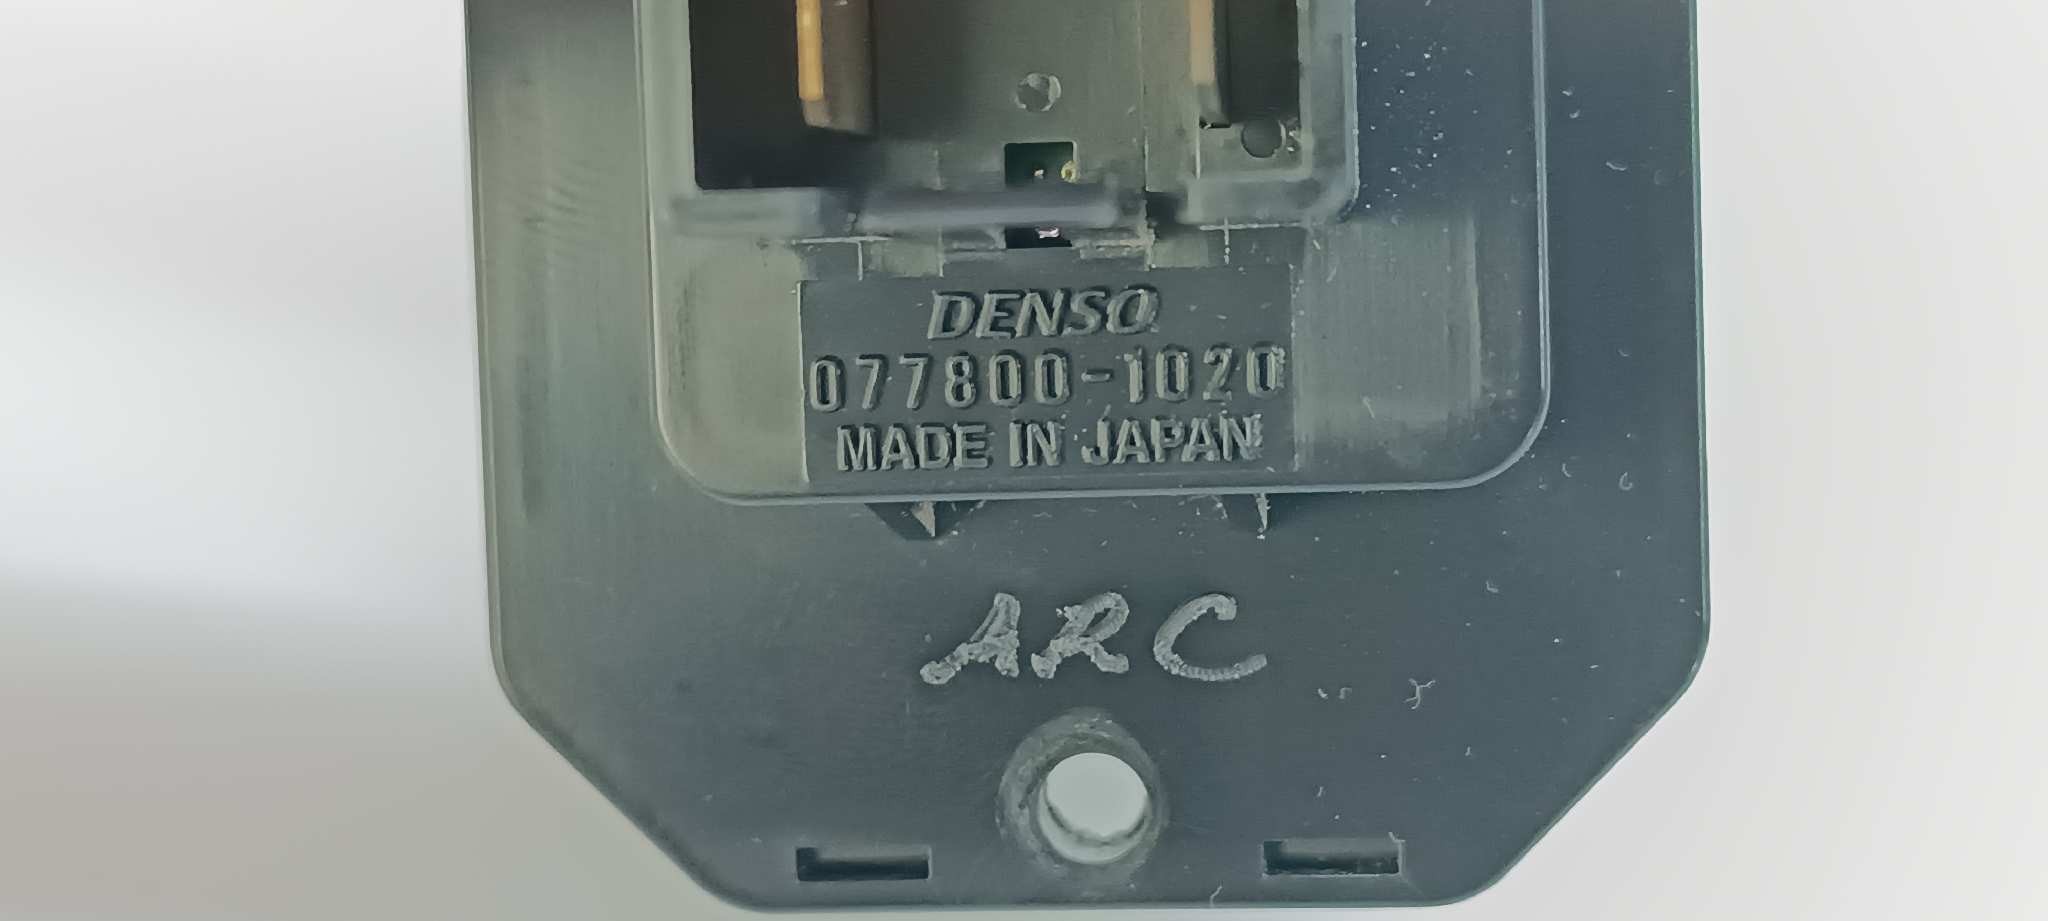 DENSO
077800-1020
MADE IN JAPAN
ARC